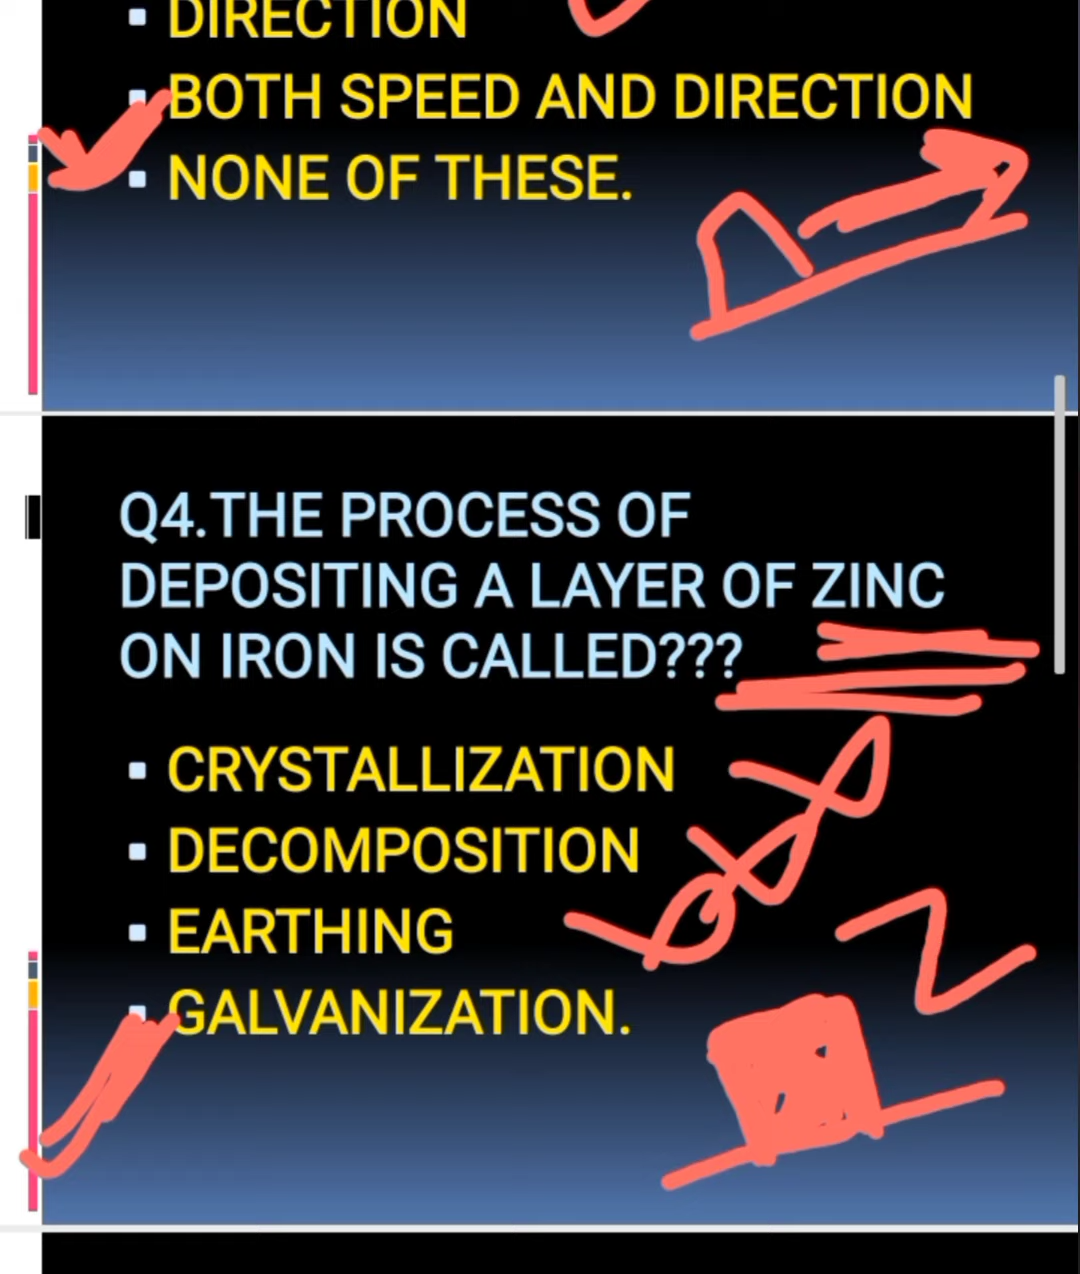 DIRECTION
BOTH SPEED AND DIRECTION
NONE OF THESE.
Q4.THE PROCESS OF
DEPOSITING A LAYER OF ZINC
ON IRON IS CALLED???
CRYSTALLIZATION
DECOMPOSITION
EARTHING
GALVANIZATION.